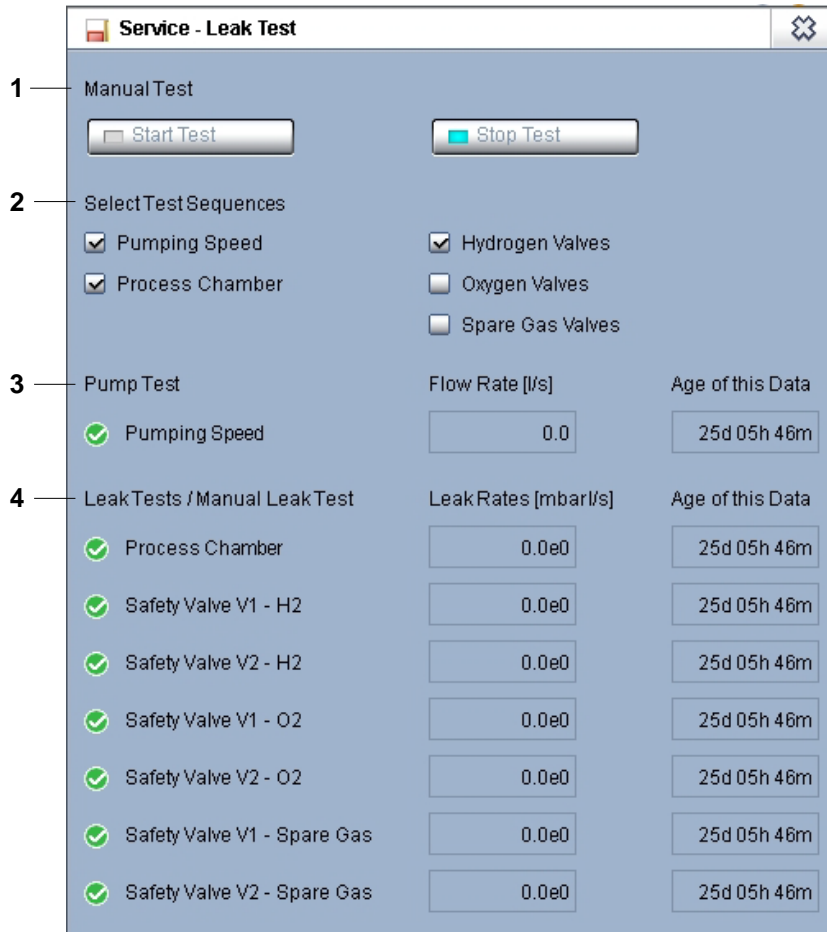 Service - Leak Test
1 Manual Test
Start Test Stop Test
2 Select Test Sequences
Pumping Speed Hydrogen Valves
Process Chamber Oxygen Valves
Spare Gas Valves
3 Pump Test Flow Rate [l/s] Age of this Data
Pumping Speed 0.0 25d 05h 46m
4 Leak Tests / Manual Leak Test Leak Rates [mbarl/s] Age of this Data
Process Chamber 0.0e0 25d 05h 46m
Safety Valve V1 - H2 0.0e0 25d 05h 46m
Safety Valve V2 - H2 0.0e0 25d 05h 46m
Safety Valve V1 - O2 0.0e0 25d 05h 46m
Safety Valve V2 - O2 0.0e0 25d 05h 46m
Safety Valve V1 - Spare Gas 0.0e0 25d 05h 46m
Safety Valve V2 - Spare Gas 0.0e0 25d 05h 46m